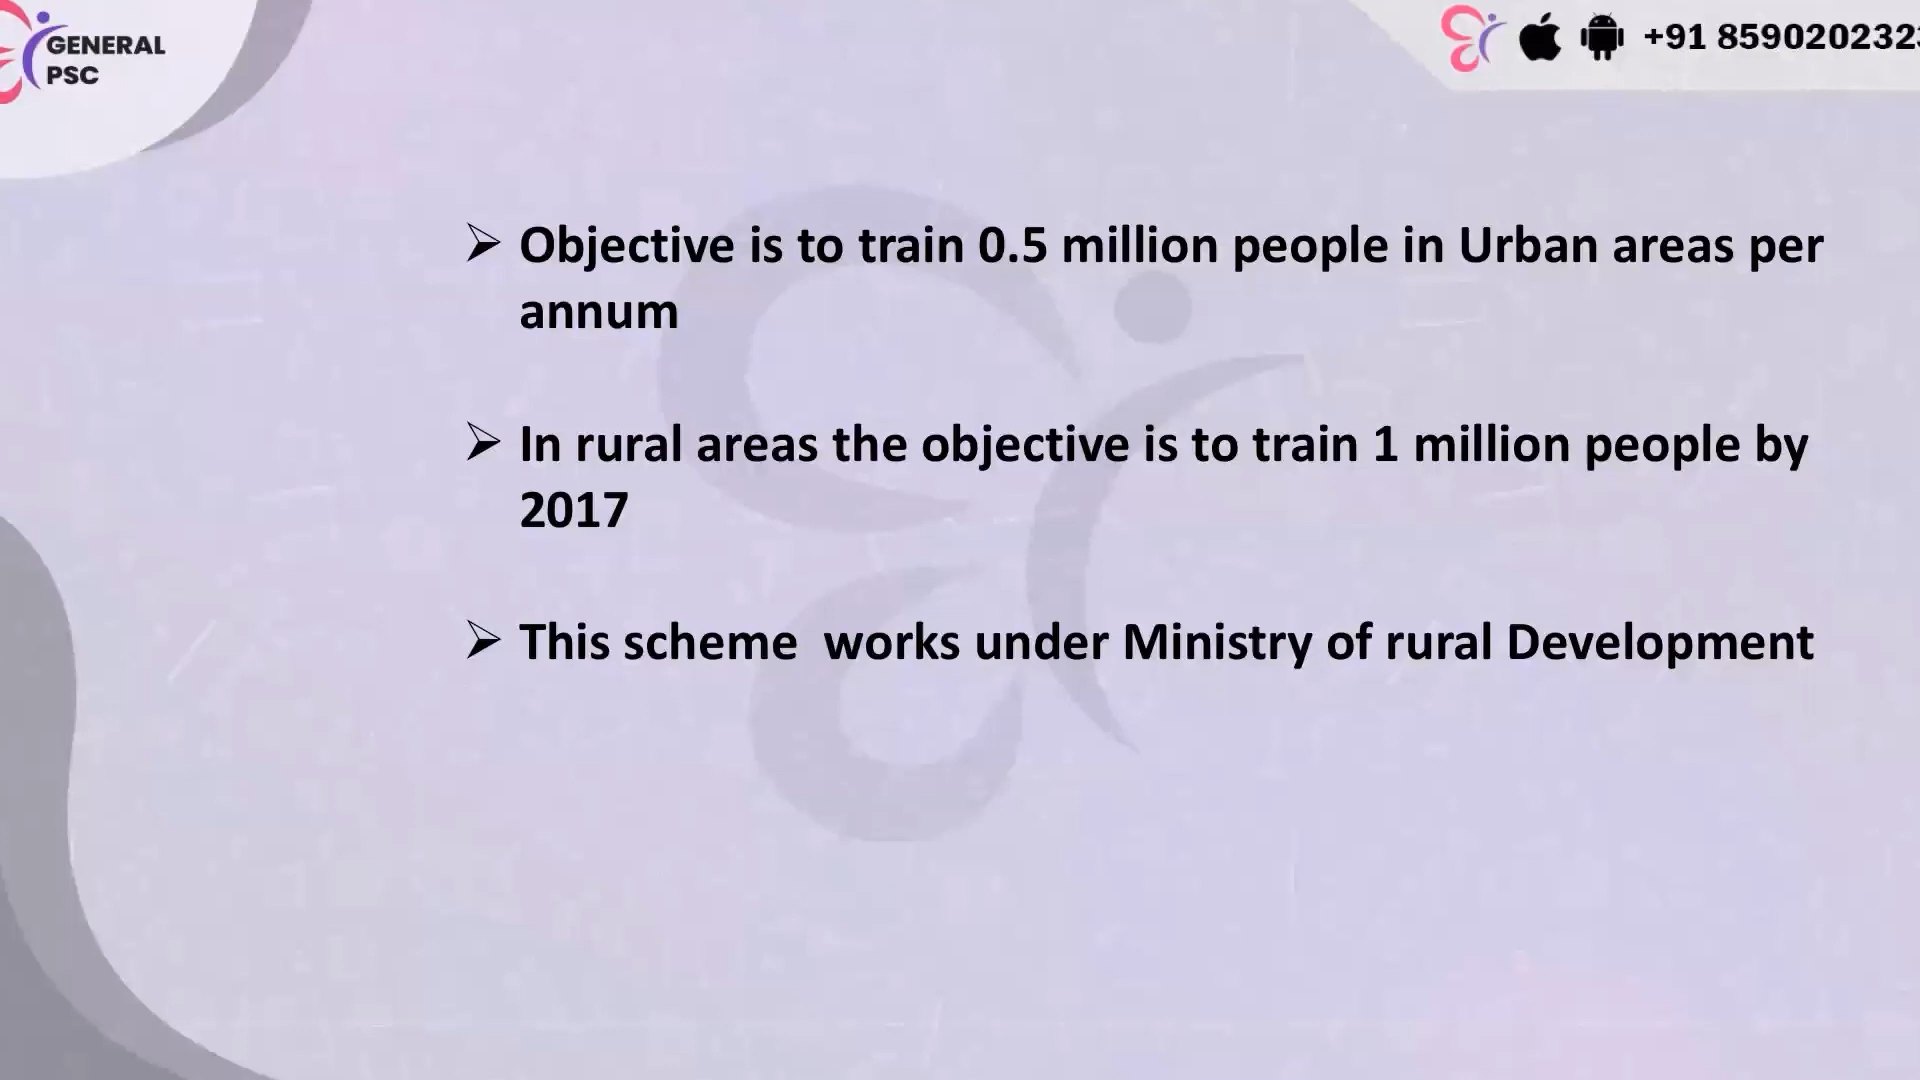 GENERAL
PSC
+91 859020232
➢ Objective is to train 0.5 million people in Urban areas per
annum
➢ In rural areas the objective is to train 1 million people by
2017
➢ This scheme works under Ministry of rural Development